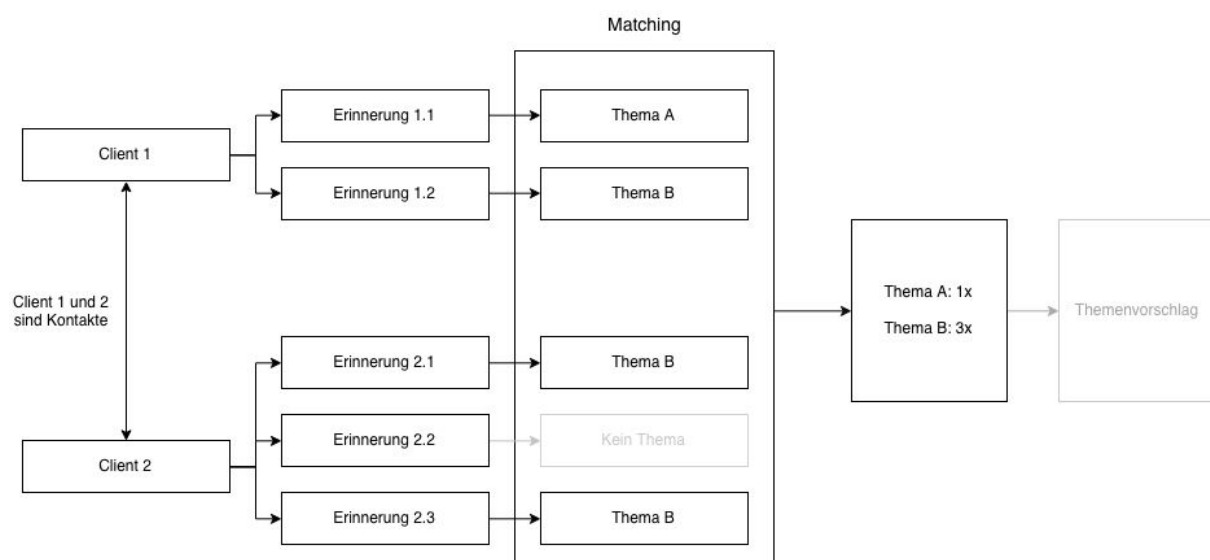 Matching
Erinnerung 1.1
Thema A
Client 1
Erinnerung 1.2
Thema B
Client 1 und 2
sind Kontakte
Thema A: 1x
Thema B: 3x
Themenvorschlag
Erinnerung 2.1
Thema B
Erinnerung 2.2
Kein Thema
Client 2
Erinnerung 2.3
Thema B